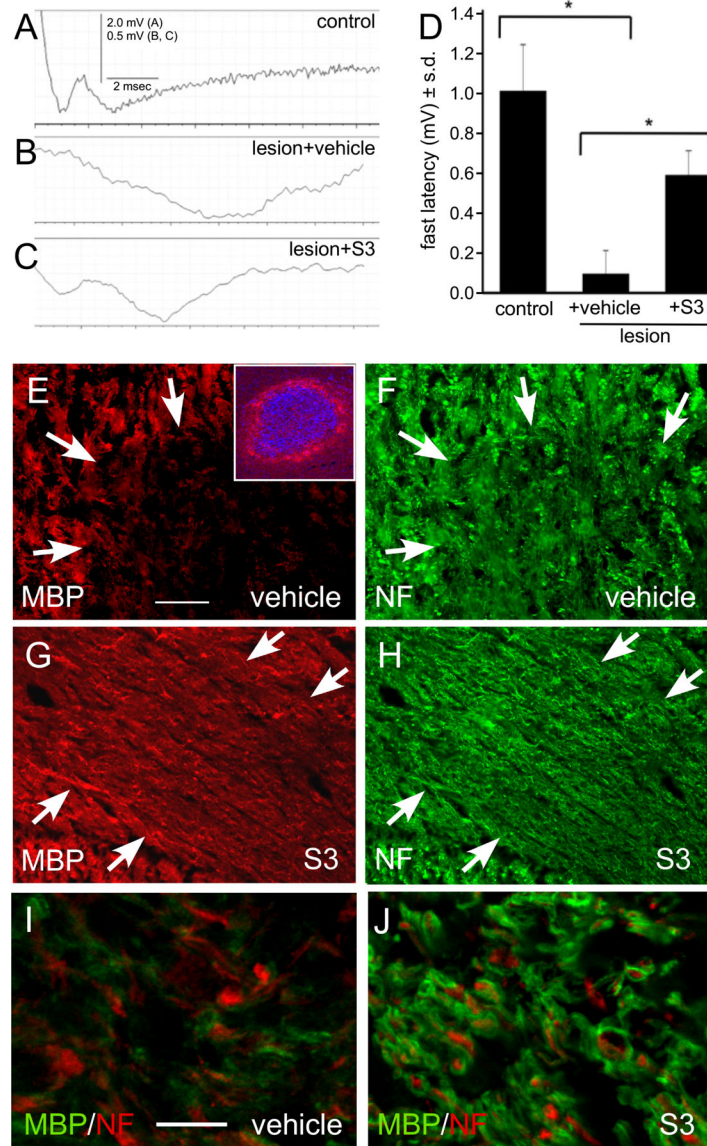 A
2.0 mV (A)
0.5 mV (B, C)
2 msec
control
B
lesion+vehicle
C
lesion+S3
D
fast latency (mV) ± s.d.
1.4
1.2
1.0
0.8
0.6
0.4
0.2
0.0
*
*
control
+vehicle
+S3
lesion
E
MBP
vehicle
F
NF
vehicle
G
MBP
S3
H
NF
S3
I
MBP/NF
vehicle
J
MBP/NF
S3